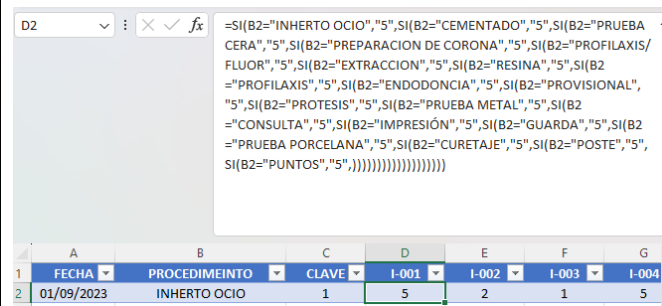 D2 fx =SI(B2="INHERTO OCIO","5",SI(B2="CEMENTADO","5",SI(B2="PRUEBA
CERA","5",SI(B2="PREPARACION DE CORONA","5",SI(B2="PROFILAXIS/
FLUOR","5",SI(B2="EXTRACCION","5",SI(B2="RESINA","5",SI(B2
="PROFILAXIS","5",SI(B2="ENDODONCIA","5",SI(B2="PROVISIONAL",
"5",SI(B2="PROTESIS","5",SI(B2="PRUEBA METAL","5",SI(B2
="CONSULTA","5",SI(B2="IMPRESIÓN","5",SI(B2="GUARDA","5",SI(B2
="PRUEBA PORCELANA","5",SI(B2="CURETAJE","5",SI(B2="POSTE","5",
SI(B2="PUNTOS","5",)))))))))))))))))))
A B C D E F G
1 FECHA PROCEDIMEINTO CLAVE I-001 I-002 I-003 I-004
2 01/09/2023 INHERTO OCIO 1 5 2 1 5